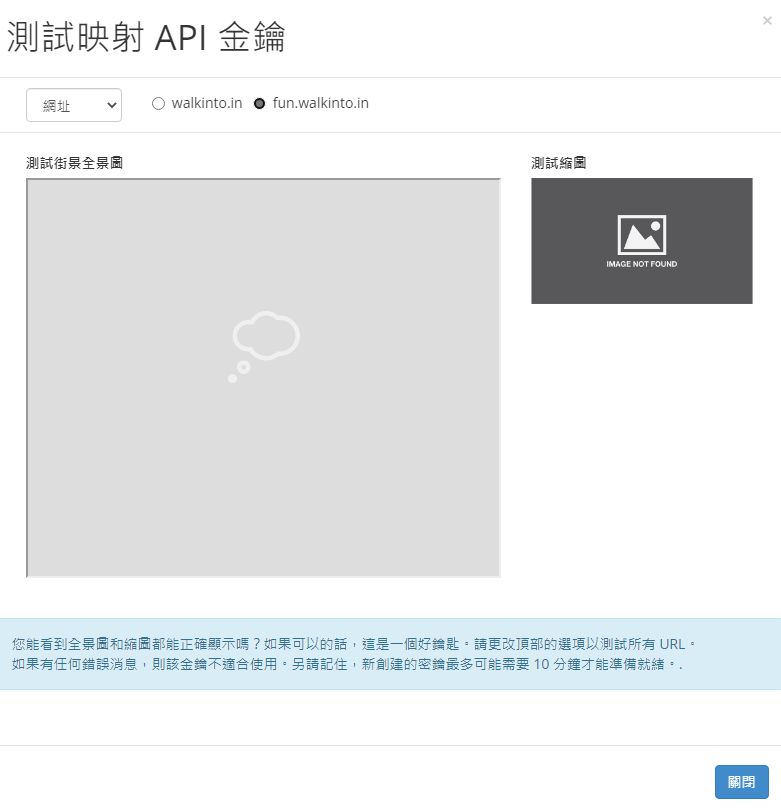 測試映射 API 金鑰
×
網址
walkinto.in
fun.walkinto.in
測試街景全景圖
測試縮圖
IMAGE NOT FOUND
您能看到全景圖和縮圖都能正確顯示嗎？如果可以的話，這是一個好鑰匙。請更改頂部的選項以測試所有 URL。
如果有任何錯誤消息，則該金鑰不適合使用。另請記住，新創建的密鑰最多可能需要 10 分鐘才能準備就緒。.
關閉